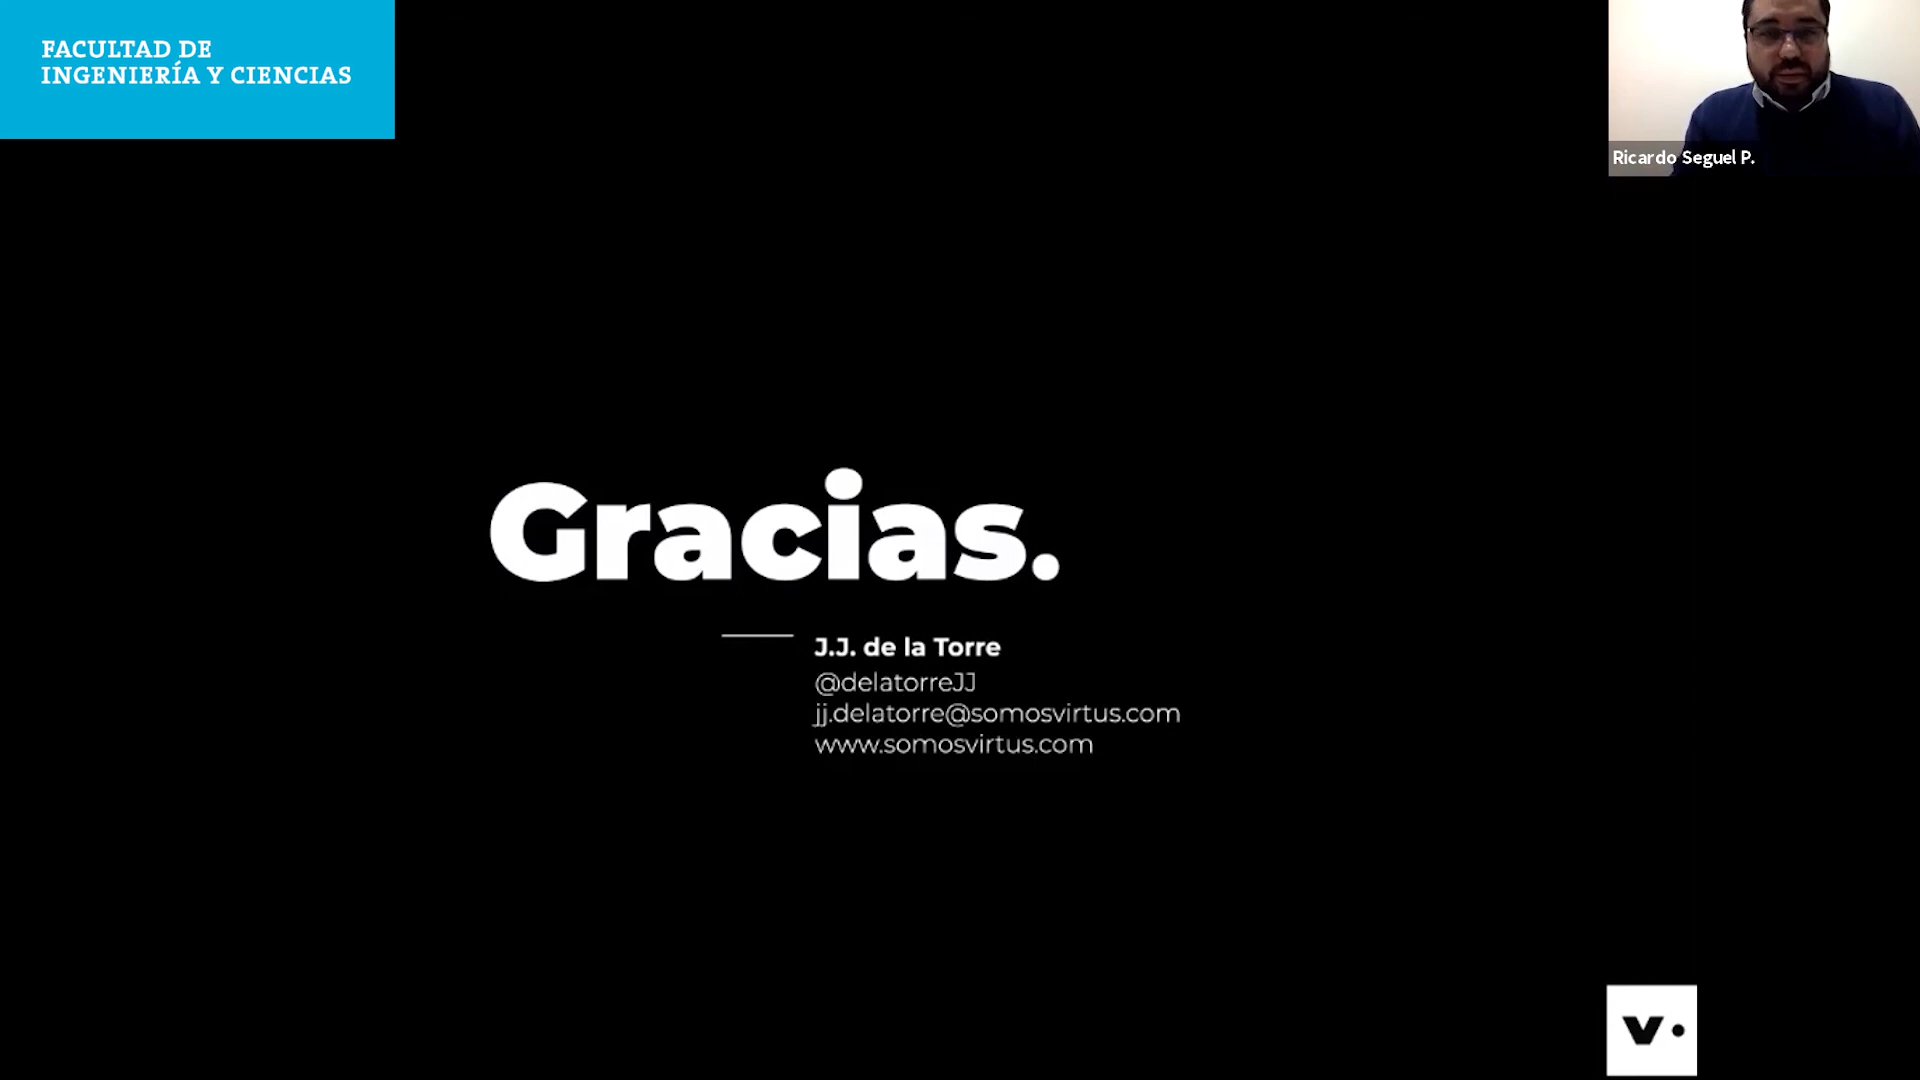 FACULTAD DE
INGENIERÍA Y CIENCIAS
Ricardo Seguel P.
Gracias.
J.J. de la Torre
@delatorreJJ
jj.delatorre@somosvirtus.com
www.somosvirtus.com
v.